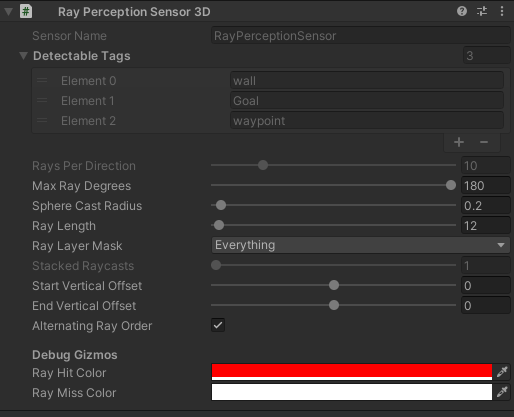 # Ray Perception Sensor 3D
Sensor Name RayPerceptionSensor
Detectable Tags 3
Element 0 wall
Element 1 Goal
Element 2 waypoint
+ −
Rays Per Direction 10
Max Ray Degrees 180
Sphere Cast Radius 0.2
Ray Length 12
Ray Layer Mask Everything
Stacked Raycasts 1
Start Vertical Offset 0
End Vertical Offset 0
Alternating Ray Order
Debug Gizmos
Ray Hit Color
Ray Miss Color